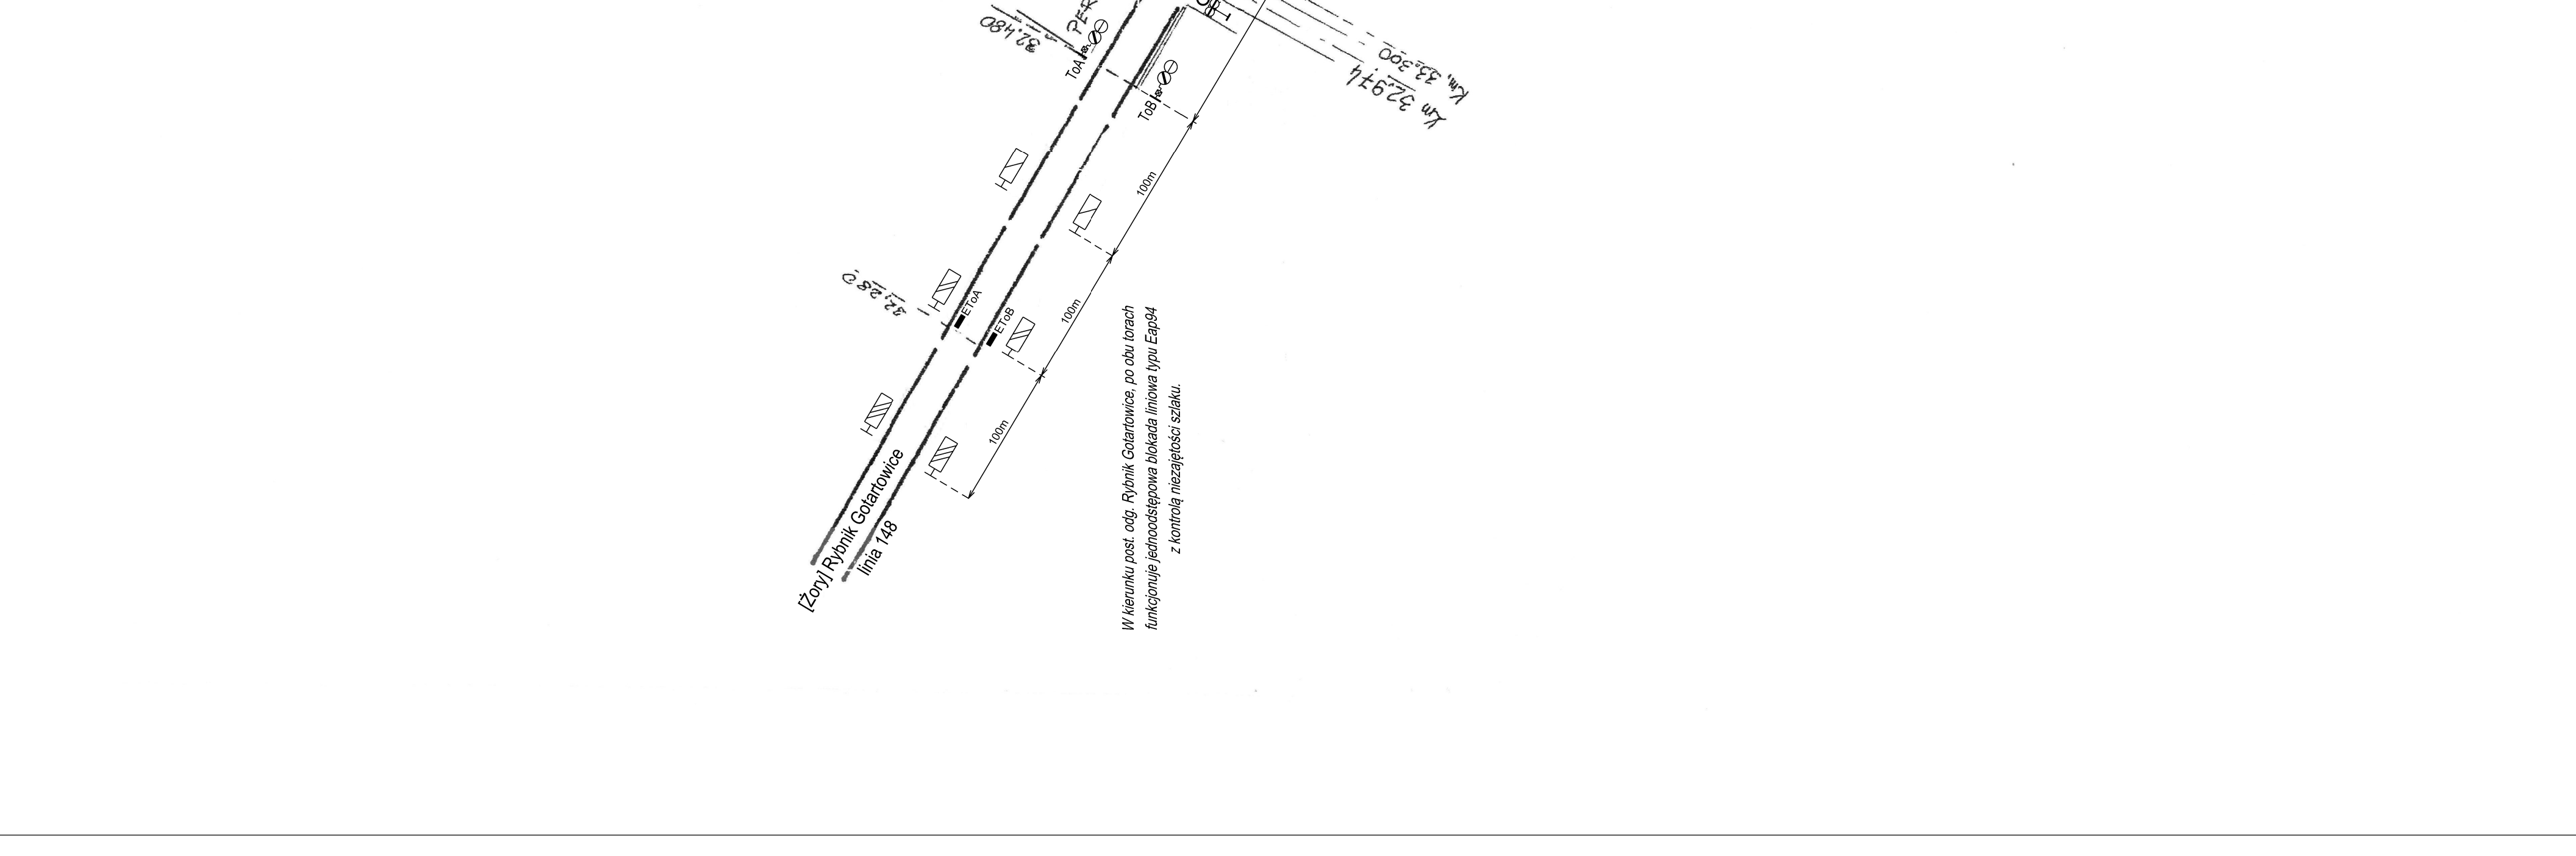 32,480
PER
ToA
ToB
Km, 33,300
Km 32,974
100m
32,280
EToA
EToB
100m
100m
[Żory] Rybnik Gotartowice
linia 148
W kierunku post. odg. Rybnik Gotartowice, po obu torach
funkcjonuje jednoodstępowa blokada liniowa typu Eap94
z kontrolą niezajętości szlaku.